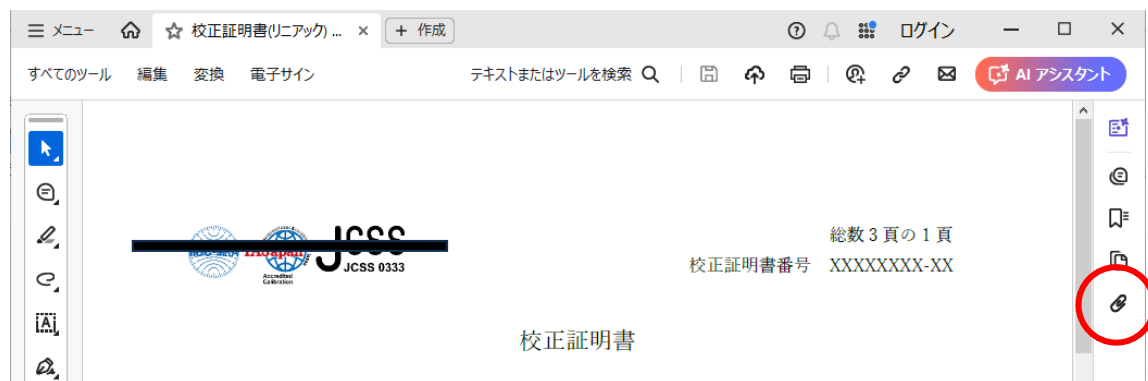 メニュー 校正証明書(リニアック) ... × + 作成 ログイン
すべてのツール 編集 変換 電子サイン テキストまたはツールを検索 AI アシスタント
JCSS
IAJapan
JCSS 0333
Accredited
Calibration
総数 3 頁の 1 頁
校正証明書番号 XXXXXXXX-XX
校正証明書